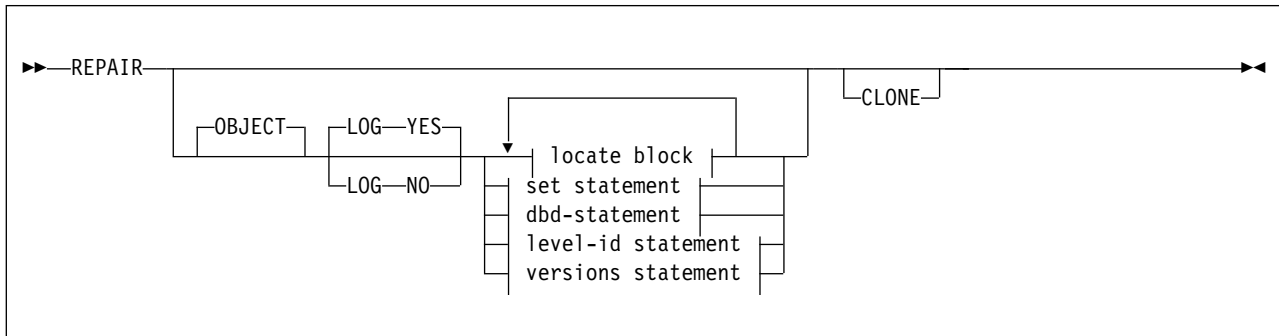 REPAIR
CLONE
OBJECT LOG YES
LOG NO
locate block
set statement
dbd-statement
level-id statement
versions statement